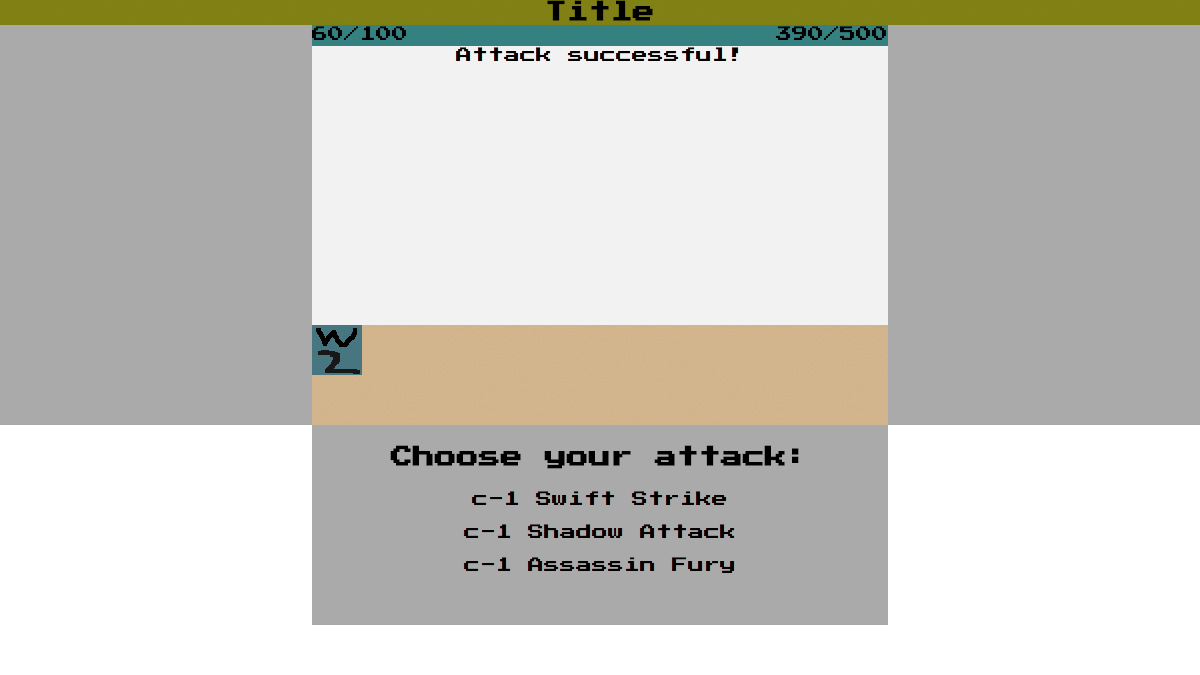 Title
60/100 390/500
Attack successful!
W
2
Choose your attack:
c-1 Swift Strike
c-1 Shadow Attack
c-1 Assassin Fury